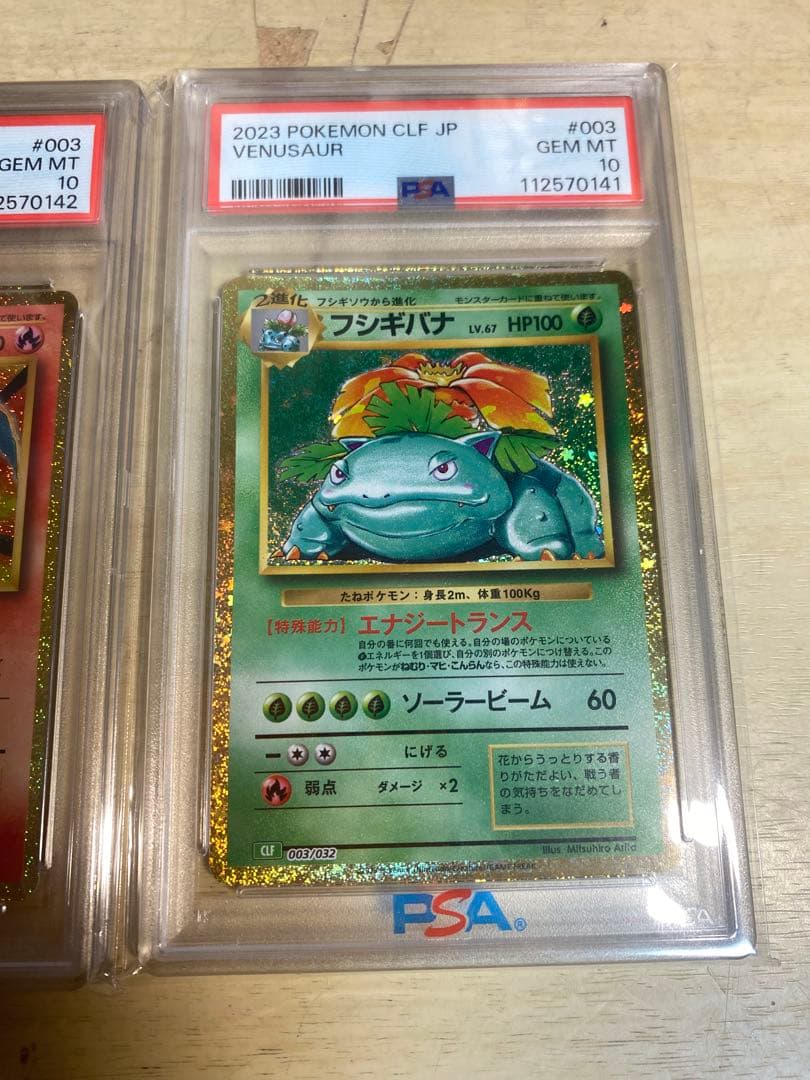 #003
GEM MT
10
2570142
て使います。
2023 POKEMON CLF JP #003
VENUSAUR GEM MT
10
PSA 112570141
2進化 フシギソウから進化 モンスターカードに重ねて使います。
フシギバナ LV.67 HP100
たねポケモン:身長2m、体重100Kg
【特殊能力】エナジートランス
自分の番に何回でも使える。自分の場のポケモンについている
エネルギーを1個選び、自分の別のポケモンにつけ替える。この
ポケモンがねむり・マヒ・こんらんなら、この特殊能力は使えない。
ソーラービーム 60
にげる
弱点 ダメージ ×2
花からうっとりする香
りがただよい、戦う者
の気持ちをなだめてし
まう。
CLF 003/032
Illus. Mitsuhiro Arita
PSA®